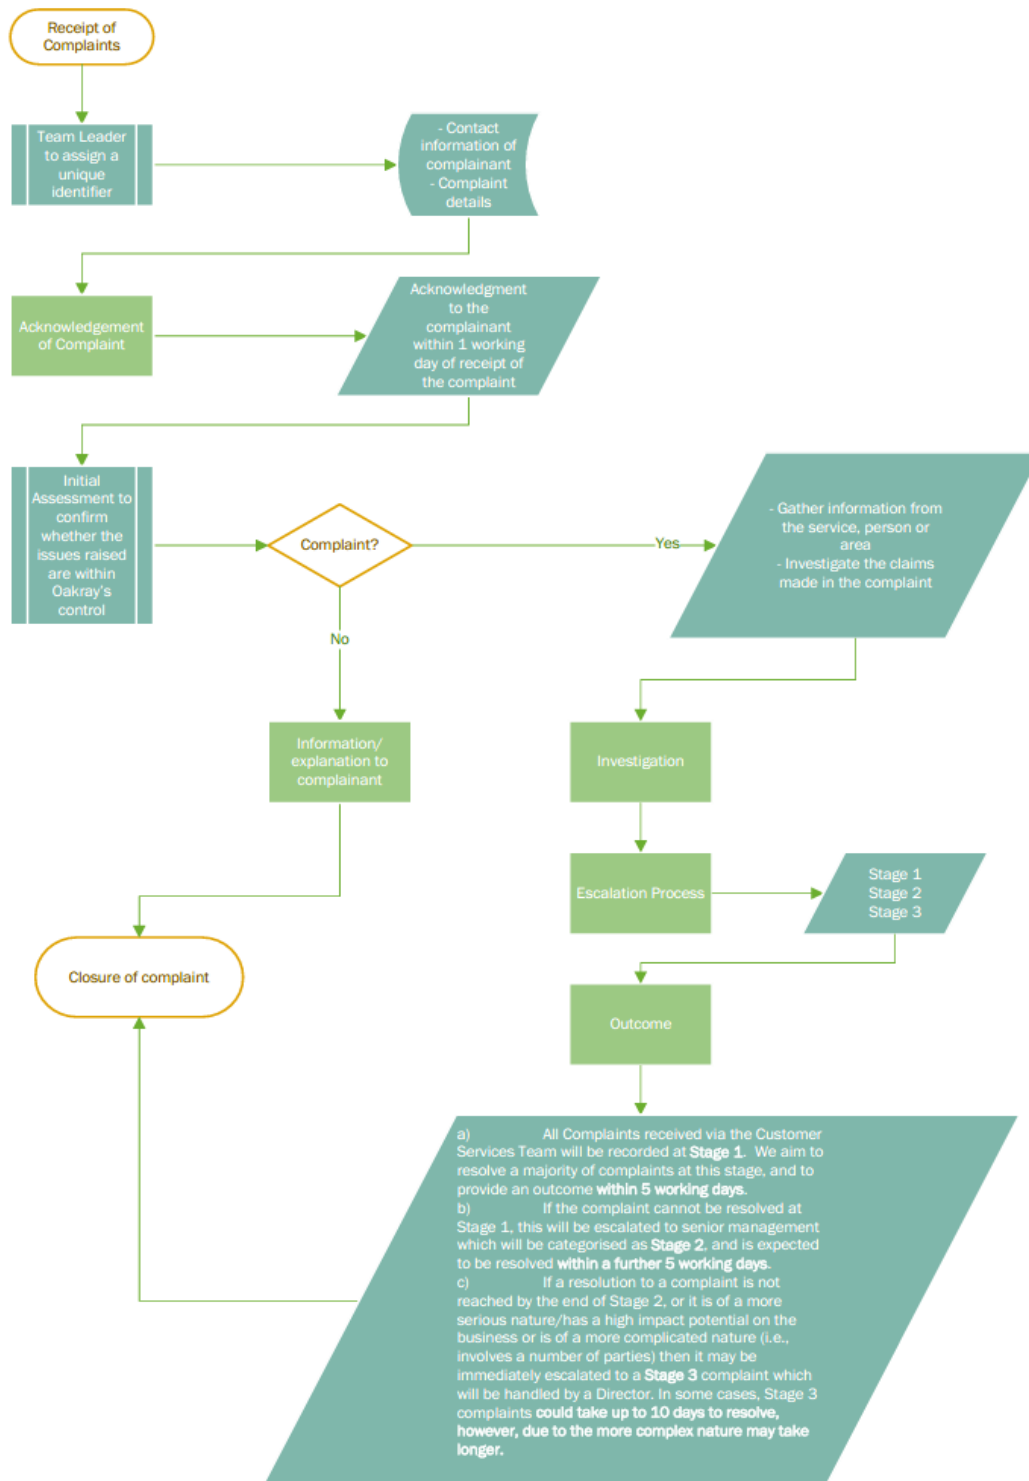 Receipt of
Complaints
Team Leader
to assign a
unique
identifier
- Contact
information of
complainant
- Complaint
details
Acknowledgement
of Complaint
Acknowledgment
to the
complainant
within 1 working
day of receipt of
the complaint
Initial
Assessment to
confirm
whether the
issues raised
are within
Oakray's
control
Complaint?
Yes
- Gather information from
the service, person or
area
- Investigate the claims
made in the complaint
No
Information/
explanation to
complainant
Investigation
Escalation Process
Stage 1
Stage 2
Stage 3
Closure of complaint
Outcome
a) All Complaints received via the Customer
Services Team will be recorded at Stage 1. We aim to
resolve a majority of complaints at this stage, and to
provide an outcome within 5 working days.
b) If the complaint cannot be resolved at
Stage 1, this will be escalated to senior management
which will be categorised as Stage 2, and is expected
to be resolved within a further 5 working days.
c) If a resolution to a complaint is not
reached by the end of Stage 2, or it is of a more
serious nature/has a high impact potential on the
business or is of a more complicated nature (i.e.,
involves a number of parties) then it may be
immediately escalated to a Stage 3 complaint which
will be handled by a Director. In some cases, Stage 3
complaints could take up to 10 days to resolve,
however, due to the more complex nature may take
longer.